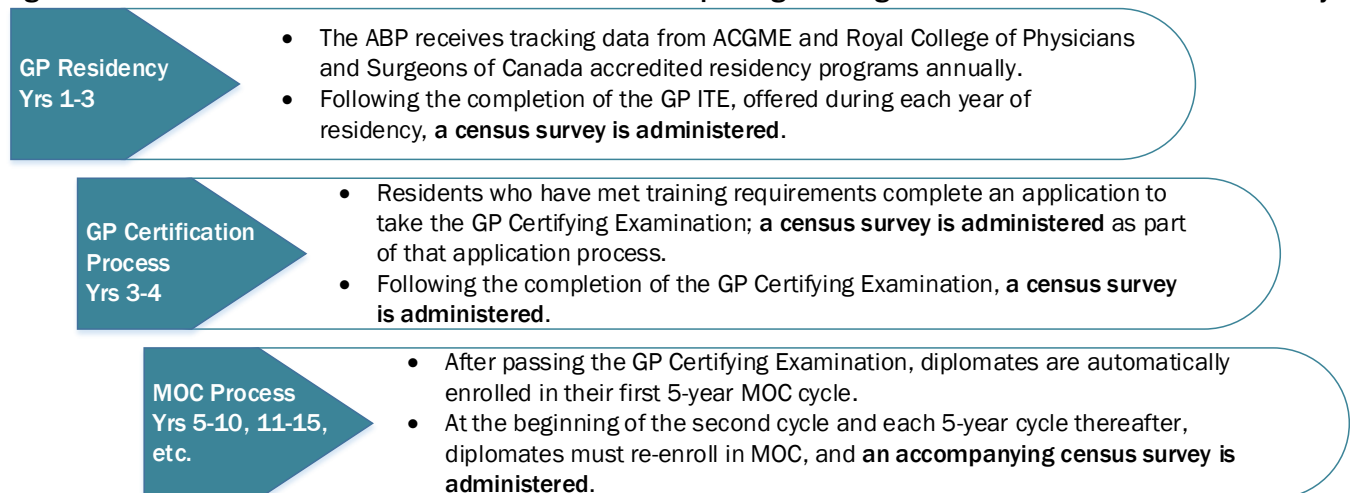 GP Residency
Yrs 1-3
• The ABP receives tracking data from ACGME and Royal College of Physicians
and Surgeons of Canada accredited residency programs annually.
• Following the completion of the GP ITE, offered during each year of
residency, a census survey is administered.
GP Certification
Process
Yrs 3-4
• Residents who have met training requirements complete an application to
take the GP Certifying Examination; a census survey is administered as part
of that application process.
• Following the completion of the GP Certifying Examination, a census survey
is administered.
MOC Process
Yrs 5-10, 11-15,
etc.
• After passing the GP Certifying Examination, diplomates are automatically
enrolled in their first 5-year MOC cycle.
• At the beginning of the second cycle and each 5-year cycle thereafter,
diplomates must re-enroll in MOC, and an accompanying census survey is
administered.